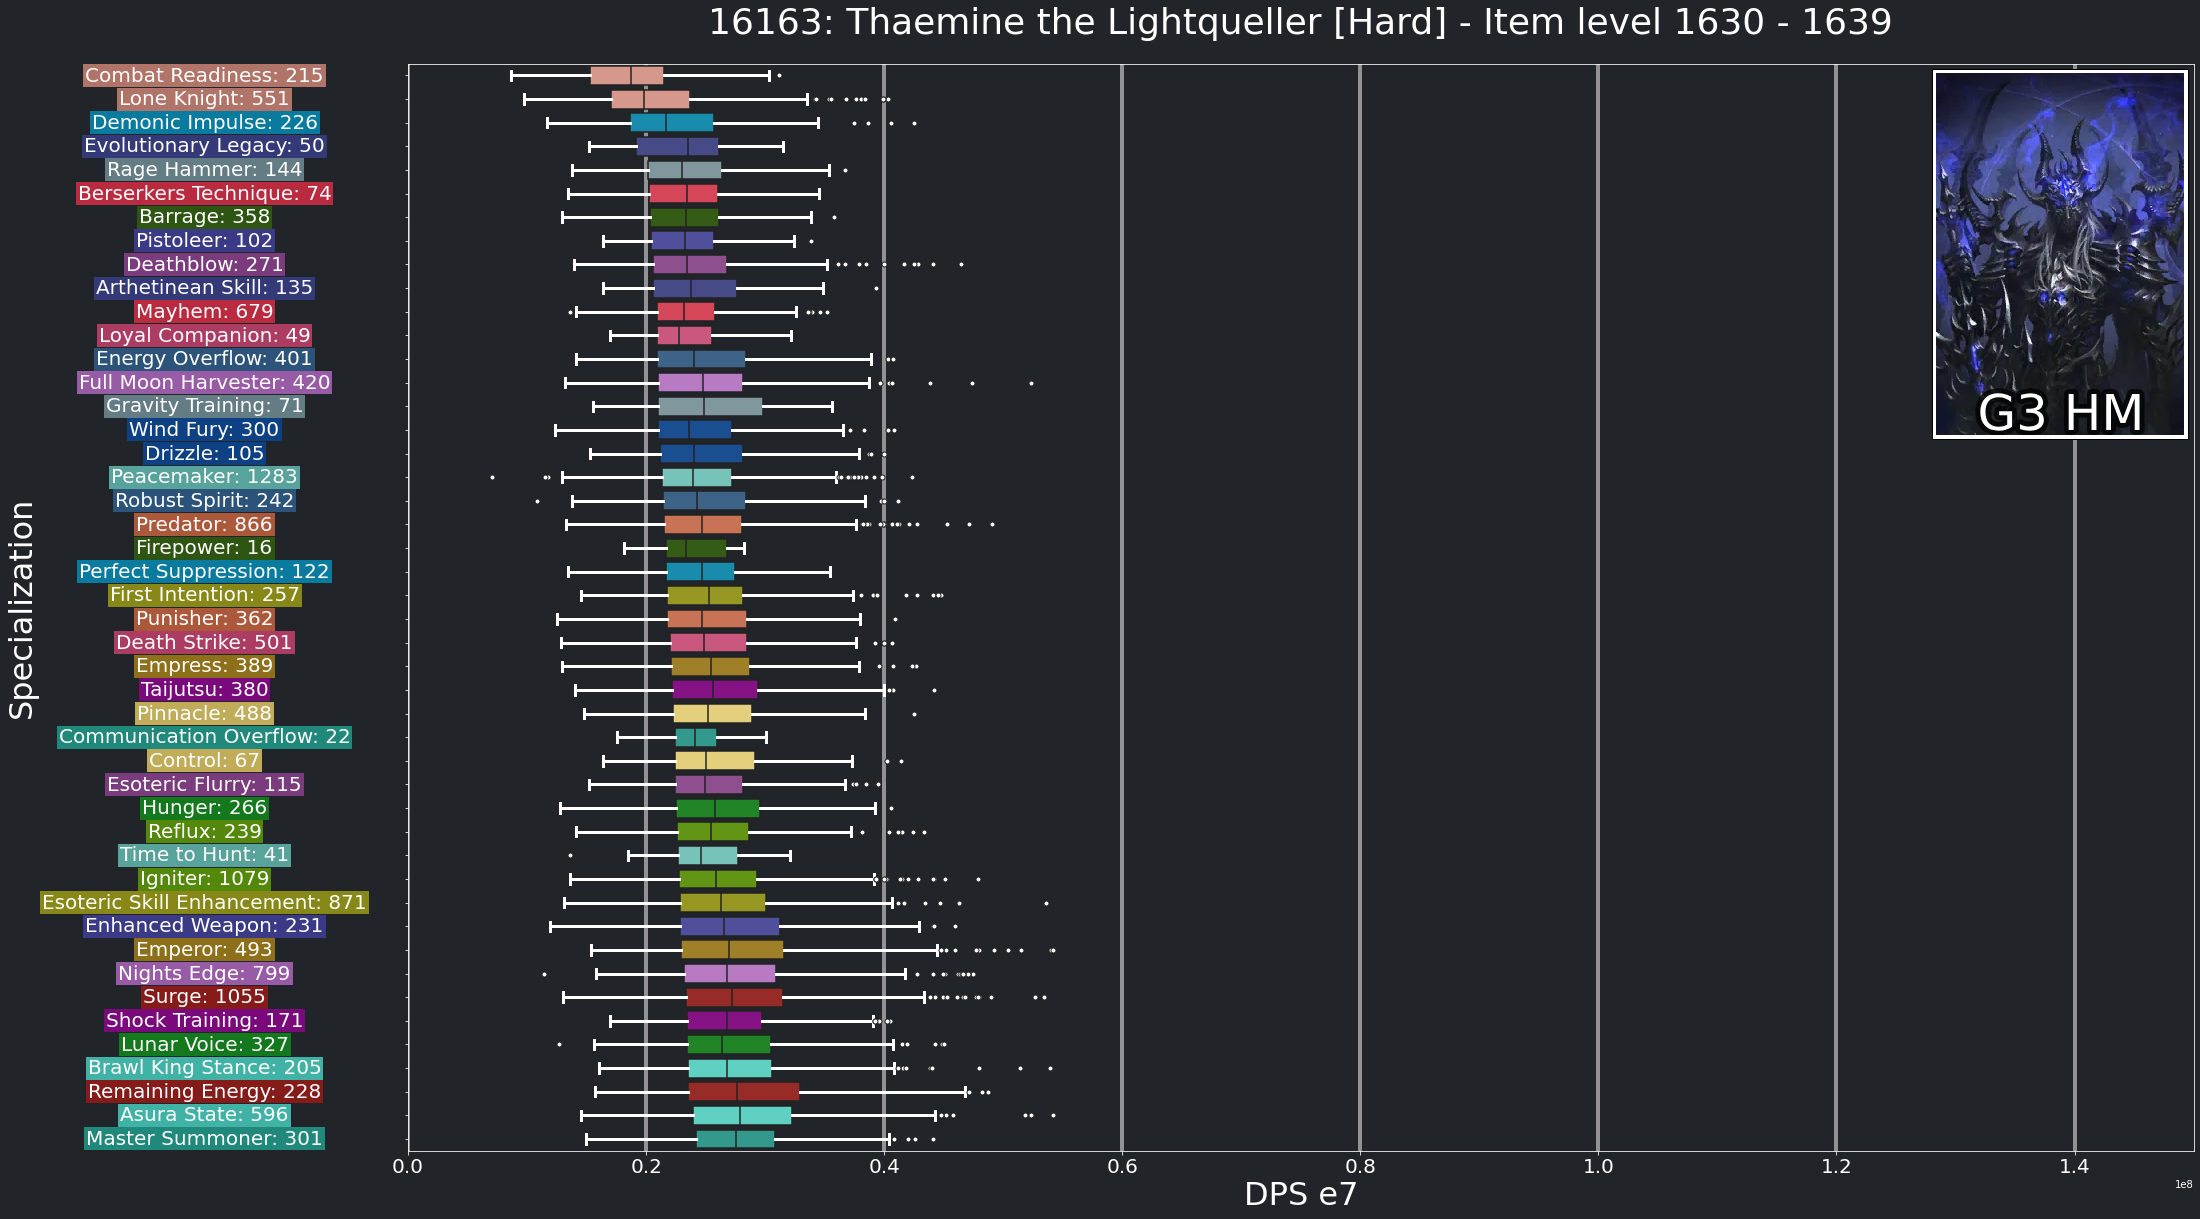 16163: Thaemine the Lightqueller [Hard] - Item level 1630 - 1639
Specialization
Combat Readiness: 215
Lone Knight: 551
Demonic Impulse: 226
Evolutionary Legacy: 50
Rage Hammer: 144
Berserkers Technique: 74
Barrage: 358
Pistoleer: 102
Deathblow: 271
Arthetinean Skill: 135
Mayhem: 679
Loyal Companion: 49
Energy Overflow: 401
Full Moon Harvester: 420
Gravity Training: 71
Wind Fury: 300
Drizzle: 105
Peacemaker: 1283
Robust Spirit: 242
Predator: 866
Firepower: 16
Perfect Suppression: 122
First Intention: 257
Punisher: 362
Death Strike: 501
Empress: 389
Taijutsu: 380
Pinnacle: 488
Communication Overflow: 22
Control: 67
Esoteric Flurry: 115
Hunger: 266
Reflux: 239
Time to Hunt: 41
Igniter: 1079
Esoteric Skill Enhancement: 871
Enhanced Weapon: 231
Emperor: 493
Nights Edge: 799
Surge: 1055
Shock Training: 171
Lunar Voice: 327
Brawl King Stance: 205
Remaining Energy: 228
Asura State: 596
Master Summoner: 301
G3 HM
0.0 0.2 0.4 0.6 0.8 1.0 1.2 1.4
1e8
DPS e7